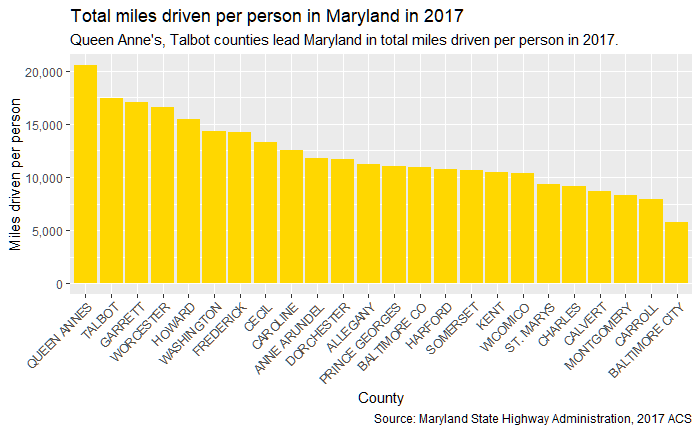 Total miles driven per person in Maryland in 2017
Queen Anne's, Talbot counties lead Maryland in total miles driven per person in 2017.
Miles driven per person
20,000
15,000
10,000
5,000
0
QUEEN ANNES
TALBOT
GARRETT
WORCESTER
HOWARD
WASHINGTON
FREDERICK
CECIL
CAROLINE
ANNE ARUNDEL
DORCHESTER
ALLEGANY
PRINCE GEORGES
BALTIMORE CO
HARFORD
SOMERSET
KENT
WICOMICO
ST. MARYS
CHARLES
CALVERT
MONTGOMERY
CARROLL
BALTIMORE CITY
County
Source: Maryland State Highway Administration, 2017 ACS